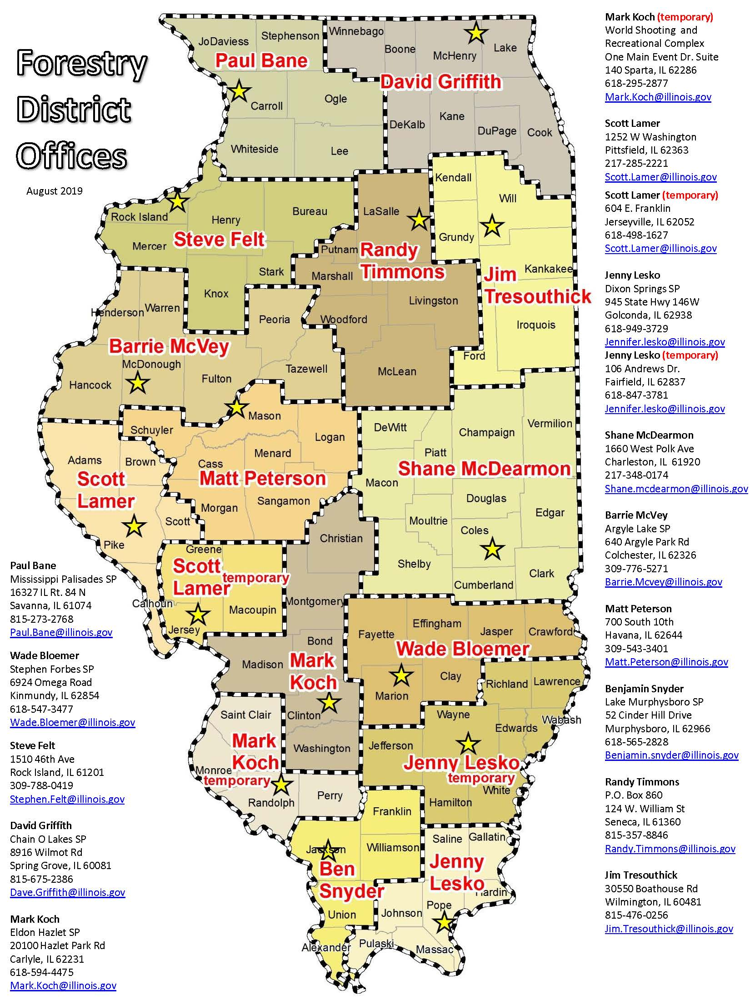 Forestry
District
Offices
August 2019
JoDaviess
Stephenson
Winnebago
Boone
McHenry
Lake
Paul Bane
David Griffith
Carroll
Ogle
DeKalb
Kane
DuPage
Cook
Whiteside
Lee
Kendall
Will
Rock Island
Henry
Bureau
LaSalle
Grundy
Mercer
Steve Felt
Putnam
Randy
Timmons
Marshall
Stark
Knox
Jim
Tresouthick
Kankakee
Henderson
Warren
Peoria
Woodford
Livingston
Iroquois
Barrie McVey
McDonough
Hancock
Fulton
Tazewell
McLean
Ford
Mason
Schuyler
Logan
DeWitt
Champaign
Vermilion
Adams
Brown
Cass
Menard
Piatt
Scott
Lamer
Matt Peterson
Shane McDearmon
Macon
Morgan
Sangamon
Douglas
Edgar
Scott
Moultrie
Coles
Pike
Christian
Greene
Scott
Lamer
temporary
Shelby
Clark
Cumberland
Calhoun
Jersey
Macoupin
Montgomery
Fayette
Effingham
Jasper
Crawford
Bond
Wade Bloemer
Madison
Mark
Koch
Clay
Marion
Richland
Lawrence
Saint Clair
Clinton
Wayne
Edwards
Wabash
Mark
Koch
temporary
Washington
Jefferson
Jenny Lesko
temporary
Monroe
Randolph
Perry
Hamilton
White
Franklin
Jackson
Williamson
Saline
Gallatin
Ben
Snyder
Jenny
Lesko
Hardin
Union
Johnson
Pope
Alexander
Pulaski
Massac
Paul Bane
Mississippi Palisades SP
16327 IL Rt. 84 N
Savanna, IL 61074
815-273-2768
Paul.Bane@illinois.gov
Wade Bloemer
Stephen Forbes SP
6924 Omega Road
Kinmundy, IL 62854
618-547-3477
Wade.Bloemer@illinois.gov
Steve Felt
1510 46th Ave
Rock Island, IL 61201
309-788-0419
Stephen.Felt@illinois.gov
David Griffith
Chain O Lakes SP
8916 Wilmot Rd
Spring Grove, IL 60081
815-675-2386
Dave.Griffith@illinois.gov
Mark Koch
Eldon Hazlet SP
20100 Hazlet Park Rd
Carlyle, IL 62231
618-594-4475
Mark.Koch@illinois.gov
Mark Koch (temporary)
World Shooting and
Recreational Complex
One Main Event Dr. Suite
140 Sparta, IL 62286
618-295-2877
Mark.Koch@illinois.gov
Scott Lamer
1252 W Washington
Pittsfield, IL 62363
217-285-2221
Scott.Lamer@illinois.gov
Scott Lamer (temporary)
604 E. Franklin
Jerseyville, IL 62052
618-498-1627
Scott.Lamer@illinois.gov
Jenny Lesko
Dixon Springs SP
945 State Hwy 146W
Golconda, IL 62938
618-949-3729
Jennifer.lesko@illinois.gov
Jenny Lesko (temporary)
106 Andrews Dr.
Fairfield, IL 62837
618-847-3781
Jennifer.lesko@illinois.gov
Shane McDearmon
1660 West Polk Ave
Charleston, IL 61920
217-348-0174
Shane.mcdearmon@illinois.gov
Barrie McVey
Argyle Lake SP
640 Argyle Park Rd
Colchester, IL 62326
309-776-5271
Barrie.Mcvey@illinois.gov
Matt Peterson
700 South 10th
Havana, IL 62644
309-543-3401
Matt.Peterson@illinois.gov
Benjamin Snyder
Lake Murphysboro SP
52 Cinder Hill Drive
Murphysboro, IL 62966
618-565-2828
Benjamin.snyder@illinois.gov
Randy Timmons
P.O. Box 860
124 W. William St
Seneca, IL 61360
815-357-8846
Randy.Timmons@illinois.gov
Jim Tresouthick
30550 Boathouse Rd
Wilmington, IL 60481
815-476-0256
Jim.Tresouthick@illinois.gov